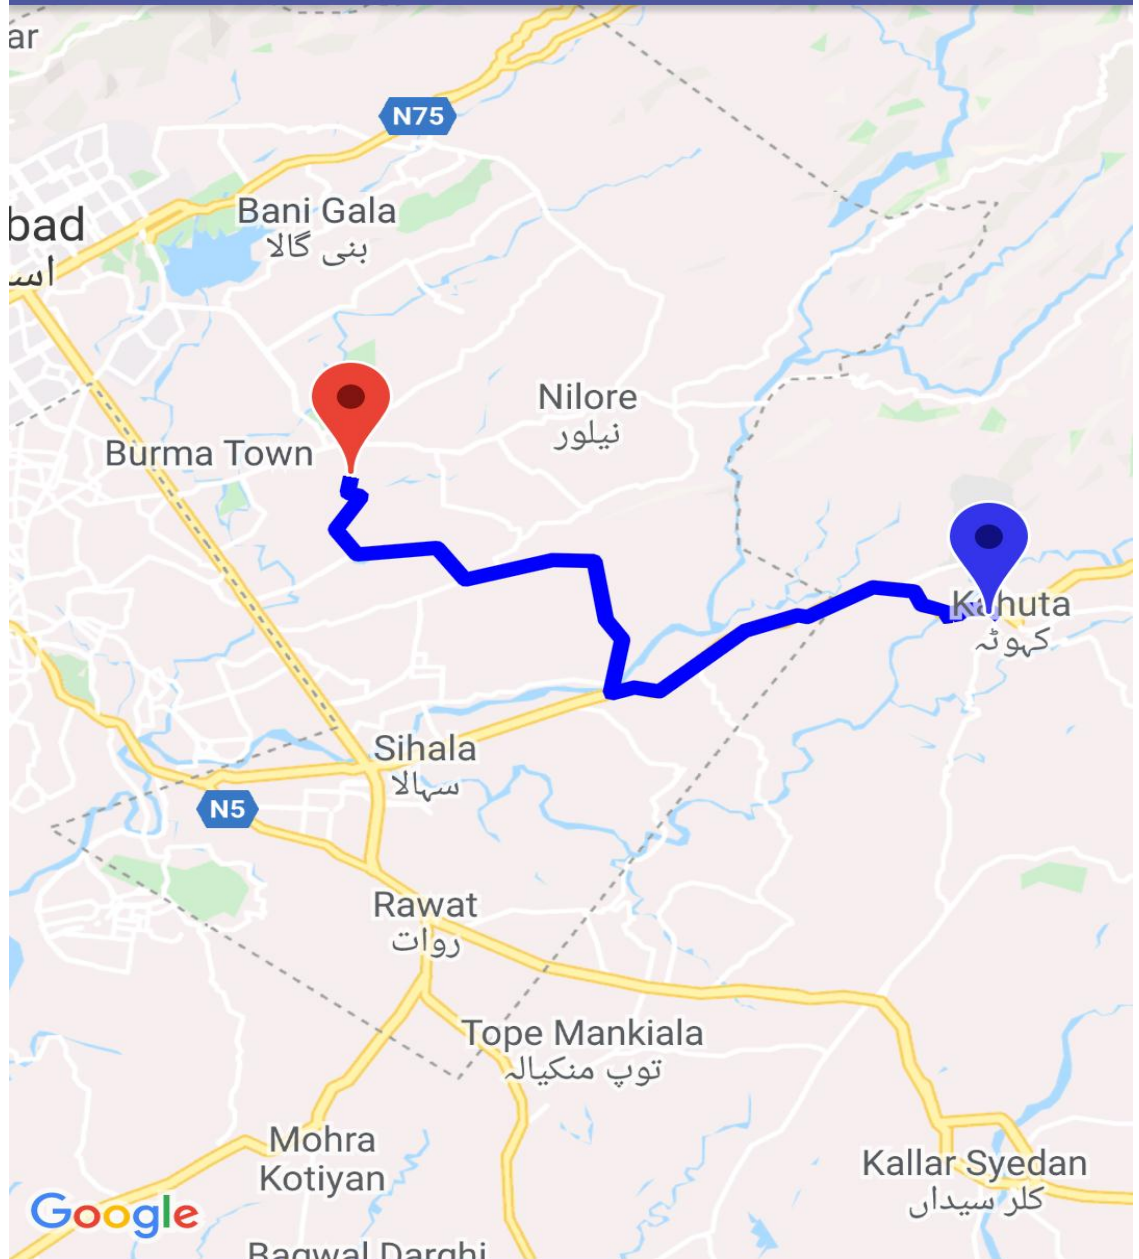 ar
N75
Bani Gala
بنی گالا
bad
اسـ
Nilore
نیلور
Burma Town
Kahuta
کہوٹہ
Sihala
سہالا
N5
Rawat
روات
Tope Mankiala
توپ منکیالہ
Mohra
Kotiyan
Kallar Syedan
کلر سیداں
Google
Bagwal Darghi